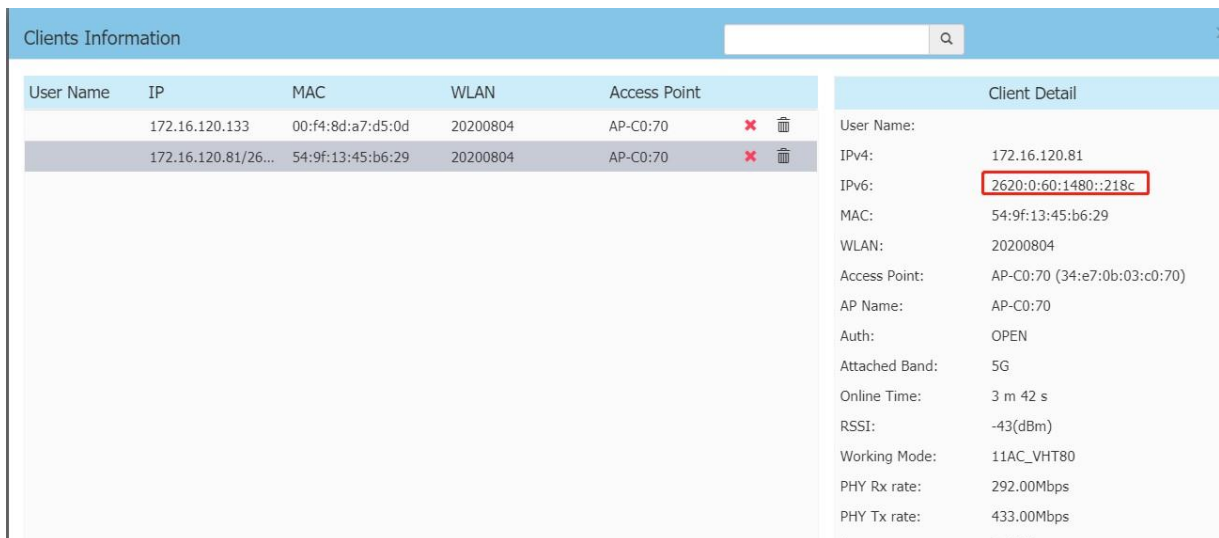 Clients Information
User Name IP MAC WLAN Access Point
172.16.120.133 00:f4:8d:a7:d5:0d 20200804 AP-C0:70
172.16.120.81/26... 54:9f:13:45:b6:29 20200804 AP-C0:70
Client Detail
User Name:
IPv4: 172.16.120.81
IPv6: 2620:0:60:1480::218c
MAC: 54:9f:13:45:b6:29
WLAN: 20200804
Access Point: AP-C0:70 (34:e7:0b:03:c0:70)
AP Name: AP-C0:70
Auth: OPEN
Attached Band: 5G
Online Time: 3 m 42 s
RSSI: -43(dBm)
Working Mode: 11AC_VHT80
PHY Rx rate: 292.00Mbps
PHY Tx rate: 433.00Mbps